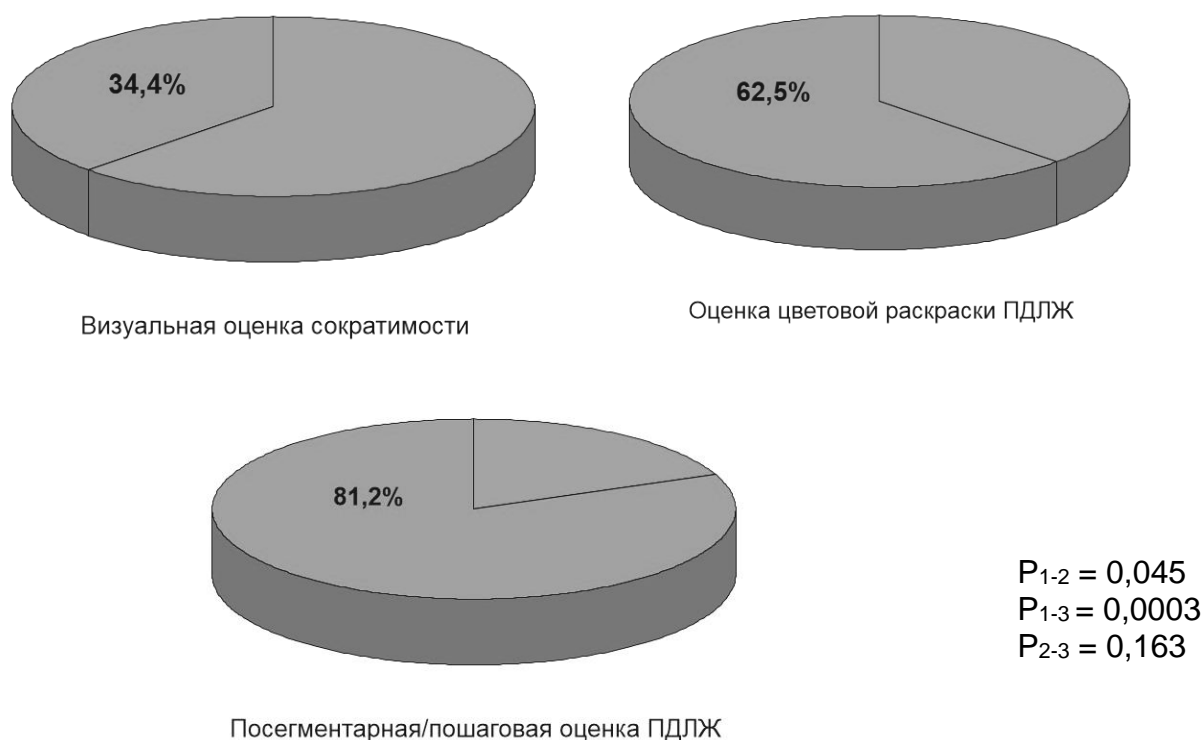 34,4%
62,5%
Визуальная оценка сократимости
Оценка цветовой раскраски ПДЛЖ
81,2%
P1-2 = 0,045
P1-3 = 0,0003
P2-3 = 0,163
Посегментарная/пошаговая оценка ПДЛЖ